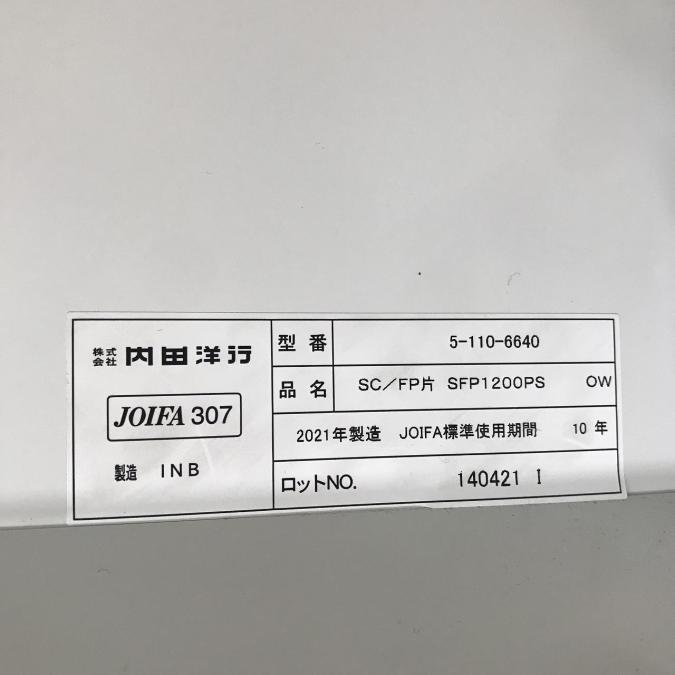 株式会社 内田洋行
JOIFA 307
製造 INB
型番 5-110-6640
品名 SC/FP片 SFP1200PS OW
2021年製造 JOIFA標準使用期間 10年
ロットNO. 140421 I